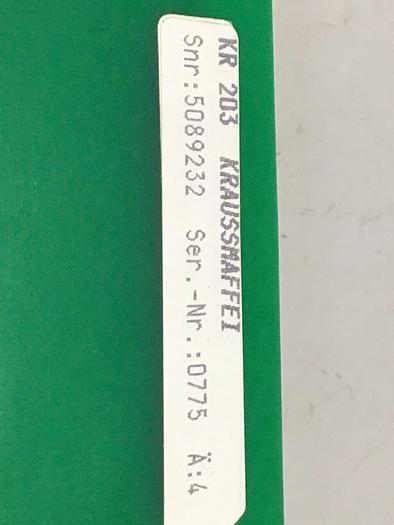 KR 203 KRAUSSMAFFEI
Snr:5089232 Ser.-Nr.:0775 Ä:4